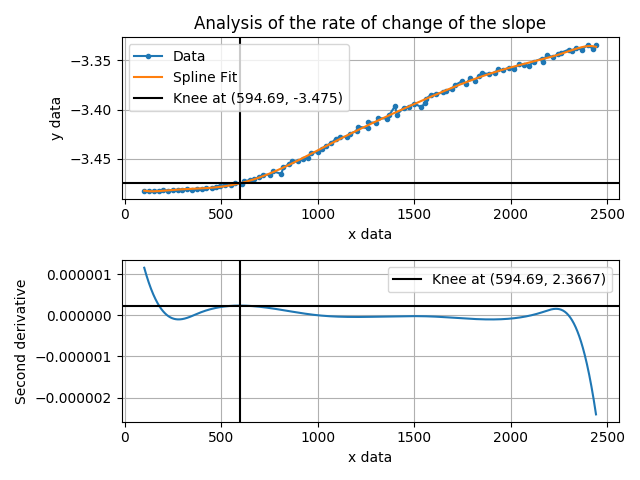 Analysis of the rate of change of the slope
y data
−3.35
−3.40
−3.45
Data
Spline Fit
Knee at (594.69, -3.475)
0
500
1000
1500
2000
2500
x data
Second derivative
0.000001
0.000000
−0.000001
−0.000002
Knee at (594.69, 2.3667)
0
500
1000
1500
2000
2500
x data